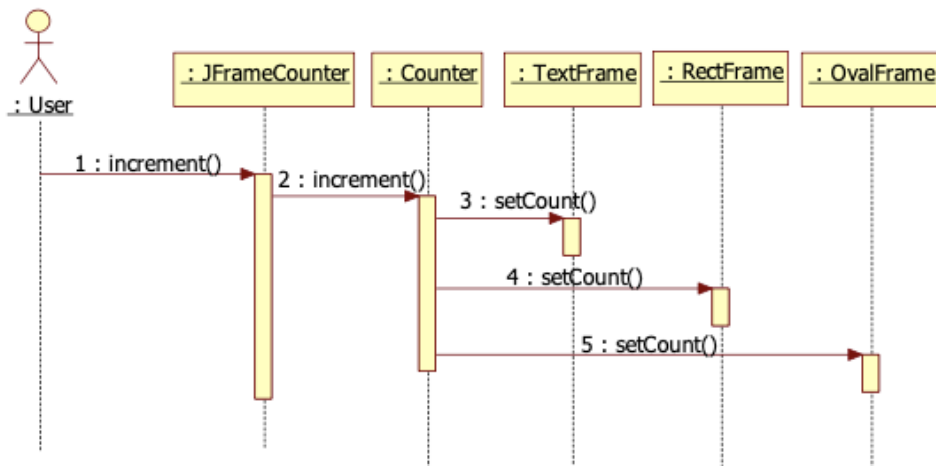 : JFrameCounter
: Counter
: TextFrame
: RectFrame
: OvalFrame
: User
1 : increment()
2 : increment()
3 : setCount()
4 : setCount()
5 : setCount()